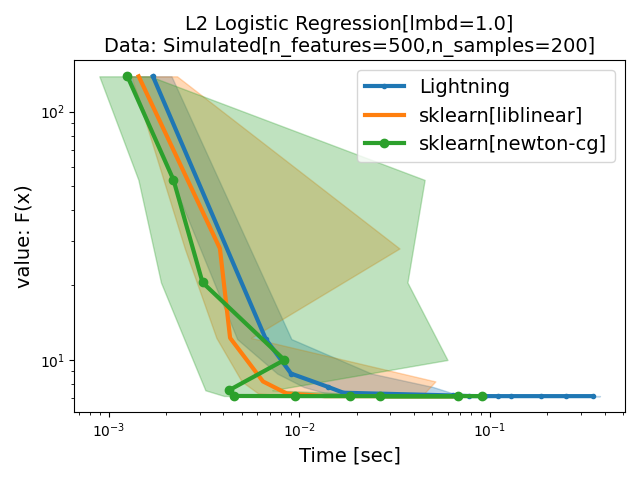 L2 Logistic Regression[lmbd=1.0]
Data: Simulated[n_features=500,n_samples=200]
value: F(x)
10²
10¹
Lightning
sklearn[liblinear]
sklearn[newton-cg]
10⁻³
10⁻²
10⁻¹
Time [sec]